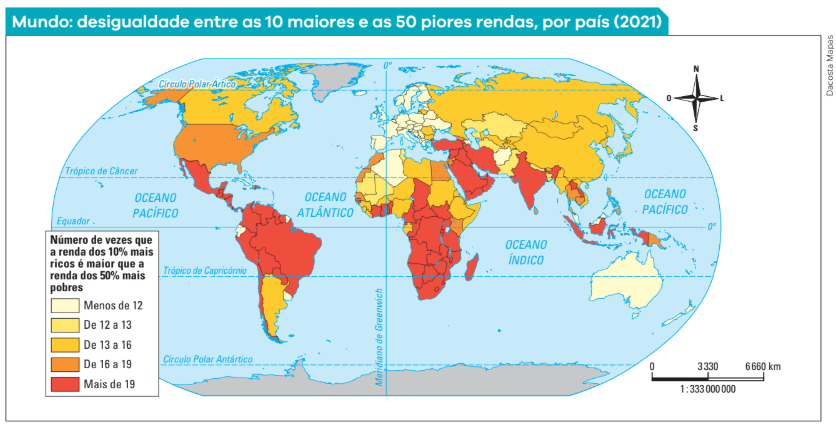 Mundo: desigualdade entre as 10 maiores e as 50 piores rendas, por país (2021)
Dacosta Mapas
0°
Círculo Polar Ártico
N
O
L
S
Trópico de Câncer
OCEANO
PACÍFICO
OCEANO
ATLÂNTICO
OCEANO
PACÍFICO
Equador
0°
OCEANO
ÍNDICO
Trópico de Capricórnio
Meridiano de Greenwich
Círculo Polar Antártico
Número de vezes que
a renda dos 10% mais
ricos é maior que a
renda dos 50% mais
pobres
Menos de 12
De 12 a 13
De 13 a 16
De 16 a 19
Mais de 19
0 3 330 6 660 km
1 : 333 000 000